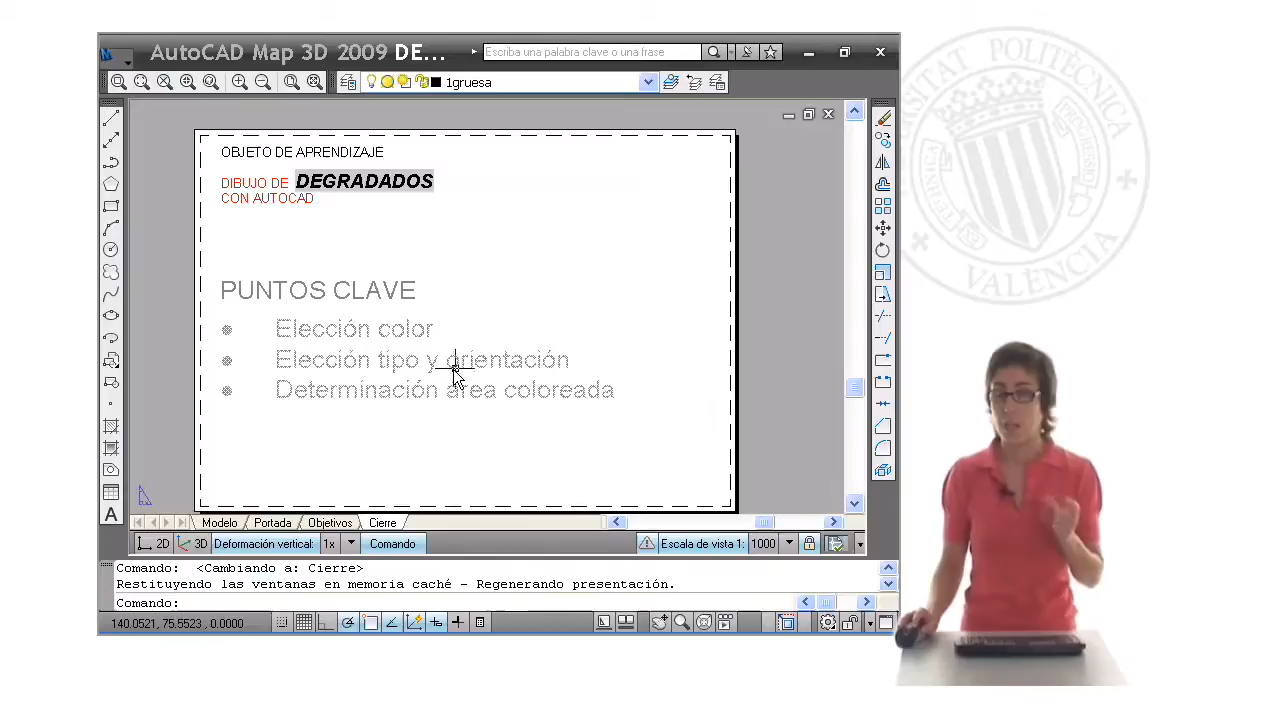 AutoCAD Map 3D 2009 DE...
Escriba una palabra clave o una frase
1gruesa
OBJETO DE APRENDIZAJE
DIBUJO DE DEGRADADOS
CON AUTOCAD
PUNTOS CLAVE
Elección color
Elección tipo y orientación
Determinación área coloreada
Modelo
Portada
Objetivos
Cierre
2D
3D
Deformación vertical:
1x
Comando
Escala de vista 1:
1000
Comando: <Cambiando a: Cierre>
Restituyendo las ventanas en memoria caché - Regenerando presentación.
Comando:
140.0521, 75.5523, 0.0000
POLITÈCNICA
VALÈNCIA